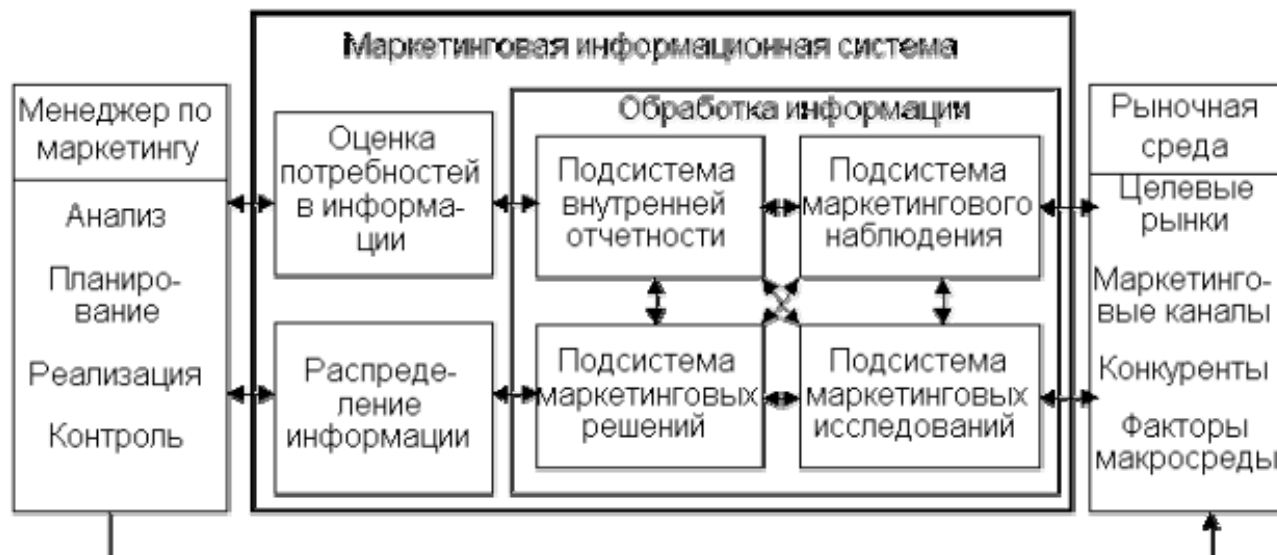 Маркетинговая информационная система
Менеджер по
маркетингу
Анализ
Планиро-
вание
Реализация
Контроль
Оценка
потребностей
в информа-
ции
Распреде-
ление
информации
Обработка информации
Подсистема
внутренней
отчетности
Подсистема
маркетингового
наблюдения
Подсистема
маркетинговых
решений
Подсистема
маркетинговых
исследований
Рыночная
среда
Целевые
рынки
Маркетинго-
вые каналы
Конкуренты
Факторы
макросреды